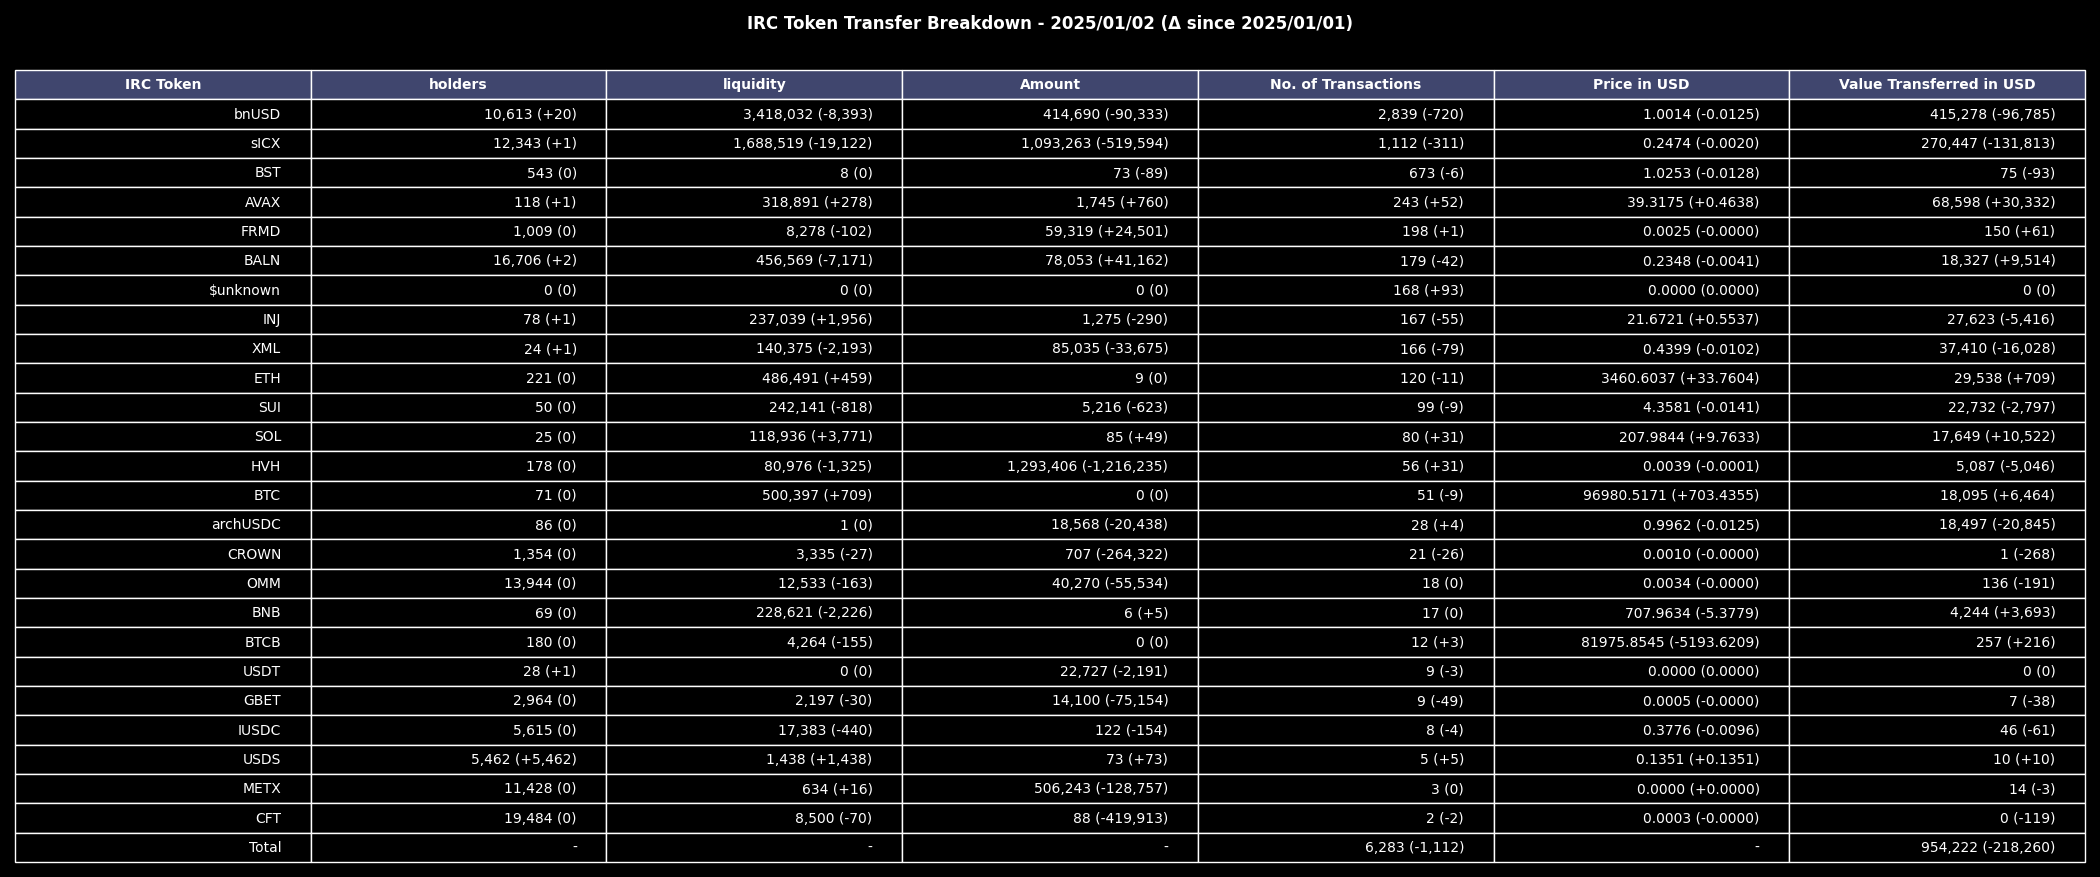 IRC Token Transfer Breakdown - 2025/01/02 (Δ since 2025/01/01)
IRC Token holders liquidity Amount No. of Transactions Price in USD Value Transferred in USD
bnUSD 10,613 (+20) 3,418,032 (-8,393) 414,690 (-90,333) 2,839 (-720) 1.0014 (-0.0125) 415,278 (-96,785)
sICX 12,343 (+1) 1,688,519 (-19,122) 1,093,263 (-519,594) 1,112 (-311) 0.2474 (-0.0020) 270,447 (-131,813)
BST 543 (0) 8 (0) 73 (-89) 673 (-6) 1.0253 (-0.0128) 75 (-93)
AVAX 118 (+1) 318,891 (+278) 1,745 (+760) 243 (+52) 39.3175 (+0.4638) 68,598 (+30,332)
FRMD 1,009 (0) 8,278 (-102) 59,319 (+24,501) 198 (+1) 0.0025 (-0.0000) 150 (+61)
BALN 16,706 (+2) 456,569 (-7,171) 78,053 (+41,162) 179 (-42) 0.2348 (-0.0041) 18,327 (+9,514)
$unknown 0 (0) 0 (0) 0 (0) 168 (+93) 0.0000 (0.0000) 0 (0)
INJ 78 (+1) 237,039 (+1,956) 1,275 (-290) 167 (-55) 21.6721 (+0.5537) 27,623 (-5,416)
XML 24 (+1) 140,375 (-2,193) 85,035 (-33,675) 166 (-79) 0.4399 (-0.0102) 37,410 (-16,028)
ETH 221 (0) 486,491 (+459) 9 (0) 120 (-11) 3460.6037 (+33.7604) 29,538 (+709)
SUI 50 (0) 242,141 (-818) 5,216 (-623) 99 (-9) 4.3581 (-0.0141) 22,732 (-2,797)
SOL 25 (0) 118,936 (+3,771) 85 (+49) 80 (+31) 207.9844 (+9.7633) 17,649 (+10,522)
HVH 178 (0) 80,976 (-1,325) 1,293,406 (-1,216,235) 56 (+31) 0.0039 (-0.0001) 5,087 (-5,046)
BTC 71 (0) 500,397 (+709) 0 (0) 51 (-9) 96980.5171 (+703.4355) 18,095 (+6,464)
archUSDC 86 (0) 1 (0) 18,568 (-20,438) 28 (+4) 0.9962 (-0.0125) 18,497 (-20,845)
CROWN 1,354 (0) 3,335 (-27) 707 (-264,322) 21 (-26) 0.0010 (-0.0000) 1 (-268)
OMM 13,944 (0) 12,533 (-163) 40,270 (-55,534) 18 (0) 0.0034 (-0.0000) 136 (-191)
BNB 69 (0) 228,621 (-2,226) 6 (+5) 17 (0) 707.9634 (-5.3779) 4,244 (+3,693)
BTCB 180 (0) 4,264 (-155) 0 (0) 12 (+3) 81975.8545 (-5193.6209) 257 (+216)
USDT 28 (+1) 0 (0) 22,727 (-2,191) 9 (-3) 0.0000 (0.0000) 0 (0)
GBET 2,964 (0) 2,197 (-30) 14,100 (-75,154) 9 (-49) 0.0005 (-0.0000) 7 (-38)
IUSDC 5,615 (0) 17,383 (-440) 122 (-154) 8 (-4) 0.3776 (-0.0096) 46 (-61)
USDS 5,462 (+5,462) 1,438 (+1,438) 73 (+73) 5 (+5) 0.1351 (+0.1351) 10 (+10)
METX 11,428 (0) 634 (+16) 506,243 (-128,757) 3 (0) 0.0000 (+0.0000) 14 (-3)
CFT 19,484 (0) 8,500 (-70) 88 (-419,913) 2 (-2) 0.0003 (-0.0000) 0 (-119)
Total - - - 6,283 (-1,112) - 954,222 (-218,260)